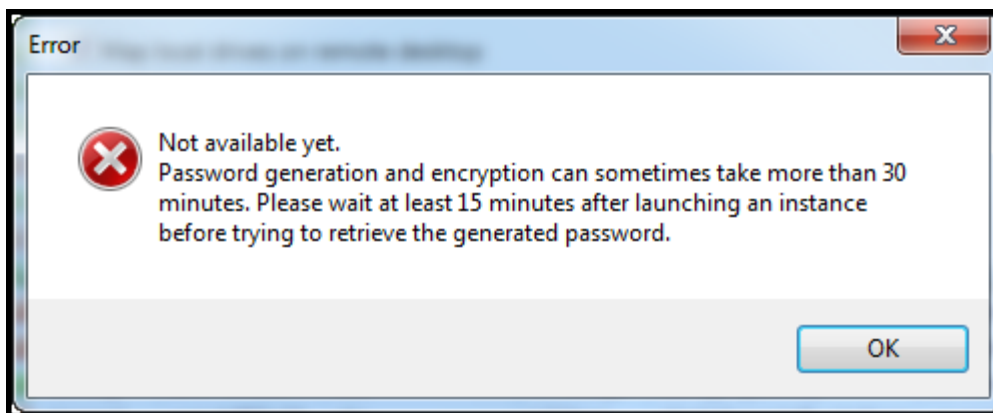 Error
Not available yet.
Password generation and encryption can sometimes take more than 30
minutes. Please wait at least 15 minutes after launching an instance
before trying to retrieve the generated password.
OK